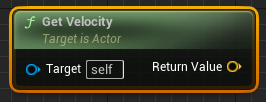 Get Velocity
Target is Actor
Target self Return Value